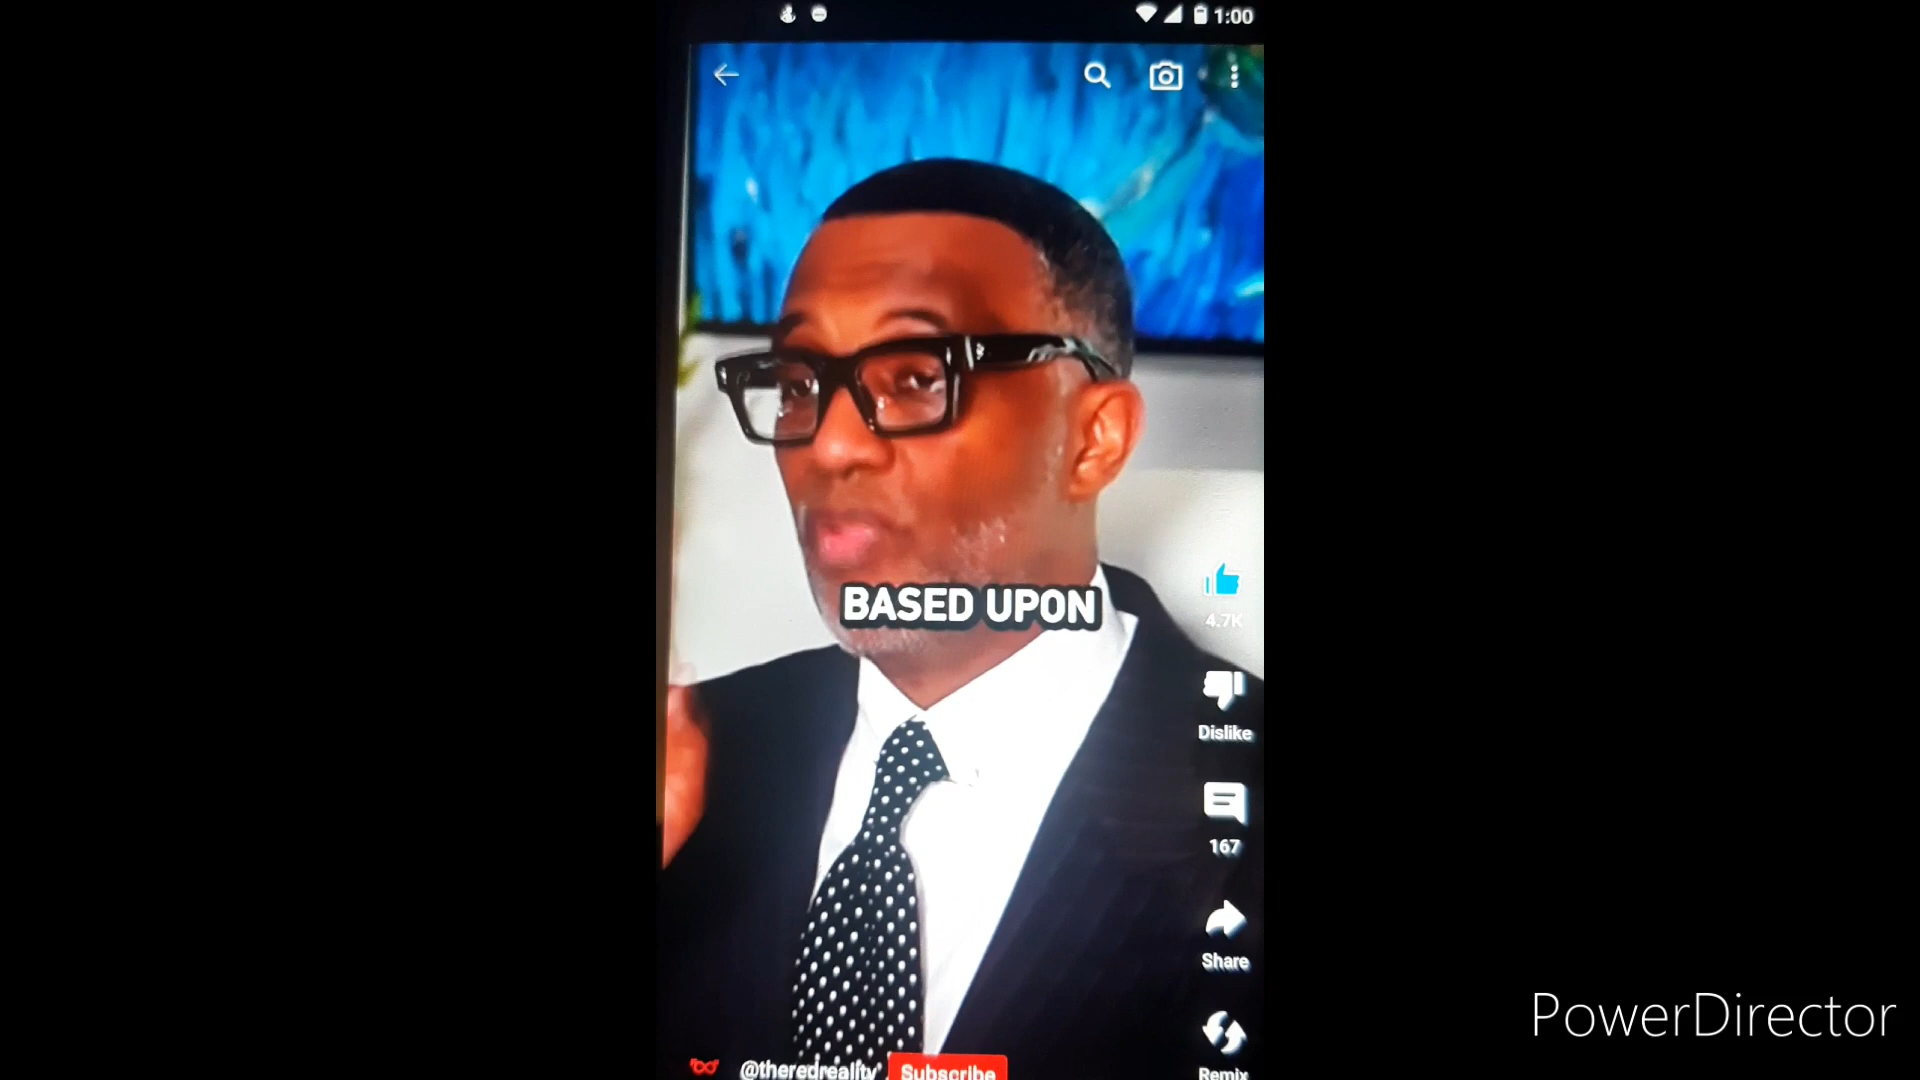 1:00
BASED UPON
4.7K
Dislike
167
Share
Remix
@theredreality
Subscribe
PowerDirector